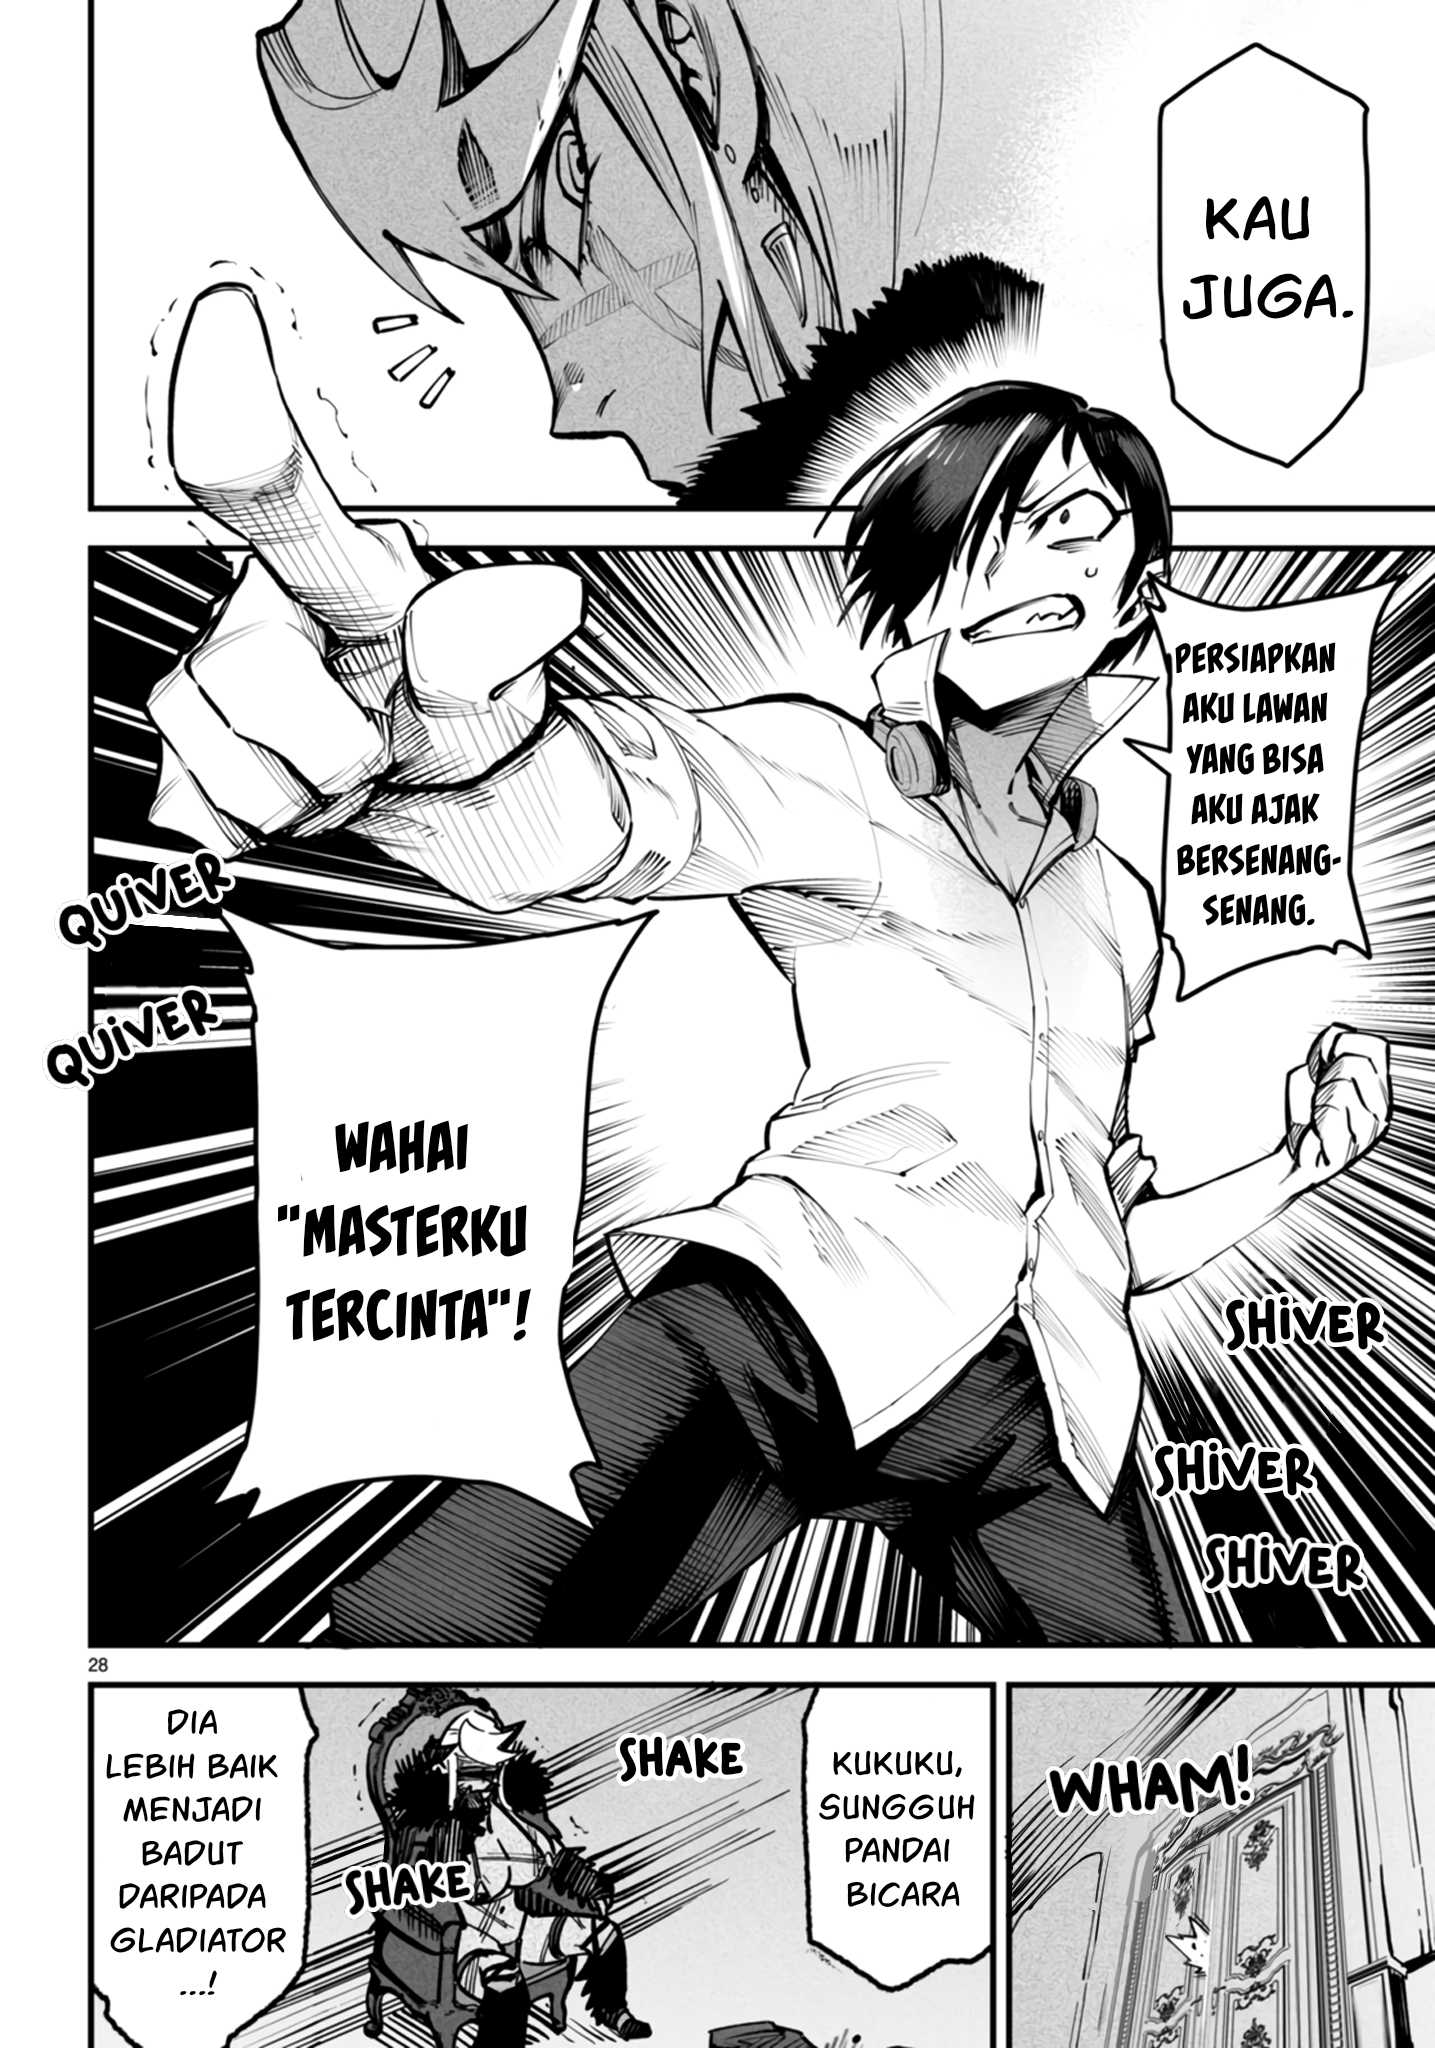 KAU
JUGA.
PERSIAPKAN
AKU LAWAN
YANG BISA
AKU AJAK
BERSENANG-
SENANG.
QUIVER
QUIVER
WAHAI
"MASTERKU
TERCINTA"!
SHIVER
SHIVER
SHIVER
28
WHAM!
KUKUKU,
SUNGGUH
PANDAI
BICARA
SHAKE
SHAKE
DIA
LEBIH BAIK
MENJADI
BADUT
DARIPADA
GLADIATOR
...!